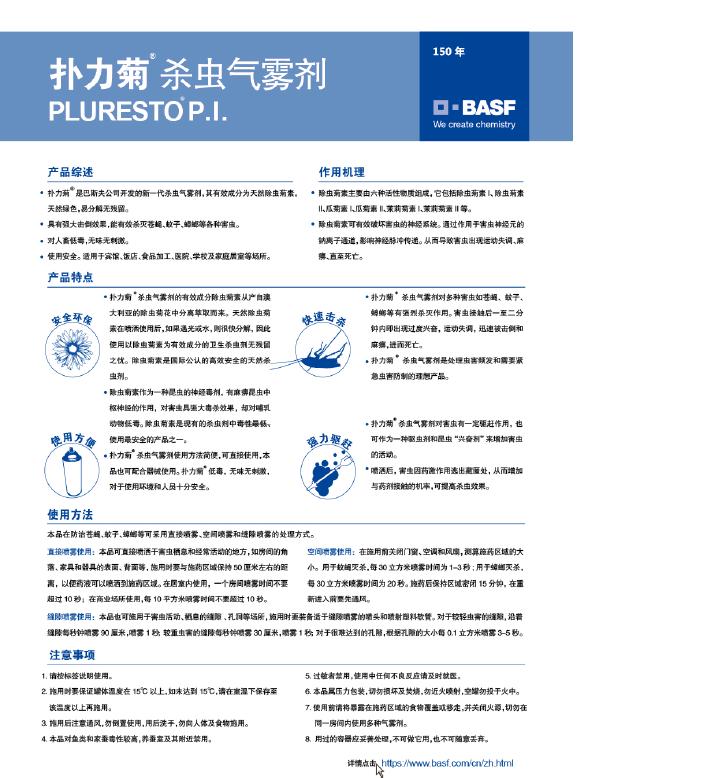 扑力菊® 杀虫气雾剂
PLURESTO® P.I.
150 年
BASF
We create chemistry
产品综述
• 扑力菊®是巴斯夫公司开发的新一代杀虫气雾剂,其有效成分为天然除虫菊素,
天然绿色,易分解无残留。
• 具有强大击倒效果,能有效杀灭苍蝇、蚊子、蟑螂等各种害虫。
• 对人畜低毒,无味无刺激。
• 使用安全。适用于宾馆、饭店、食品加工、医院、学校及家庭居室等场所。
作用机理
• 除虫菊素主要由六种活性物质组成,它包括除虫菊素 I、除虫菊素
II、瓜菊素 I、瓜菊素 II、茉莉菊素 I、茉莉菊素 II 等。
• 除虫菊素可有效破坏害虫的神经系统。通过作用于害虫神经元的
钠离子通道,影响神经脉冲传递。从而导致害虫出现运动失调、麻
痹、直至死亡。
产品特点
安全环保
• 扑力菊®杀虫气雾剂的有效成分除虫菊素从产自澳
大利亚的除虫菊花中分离萃取而来。天然除虫菊
素在喷洒使用后,如果遇光或水,则很快分解,因此
使用以除虫菊素为有效成分的卫生杀虫剂无残留
之忧。除虫菊素是国际公认的高效安全的天然杀
虫剂。
• 除虫菊素作为一种昆虫的神经毒剂,有麻痹昆虫中
枢神经的作用,对害虫具强大毒杀效果,却对哺乳
动物低毒。除虫菊素是现有的杀虫剂中毒性最低、
使用最安全的产品之一。
快速击杀
• 扑力菊® 杀虫气雾剂对多种害虫如苍蝇、蚊子、
蟑螂等有强烈杀灭作用。害虫接触后一至二分
钟内即出现过度兴奋,运动失调,迅速被击倒和
麻痹,进而死亡。
• 扑力菊® 杀虫气雾剂是处理虫害频发和需要紧
急虫害防制的理想产品。
使用方便
• 扑力菊®杀虫气雾剂使用方法简便,可直接使用,本
品也可配合器械使用。扑力菊®低毒,无味无刺激,
对于使用环境和人员十分安全。
强力驱赶
• 扑力菊®杀虫气雾剂对害虫有一定驱赶作用,也
可作为一种驱虫剂和昆虫“兴奋剂”来增加害虫
的活动。
• 喷洒后,害虫因药激作用逃出藏匿处,从而增加
与药剂接触的机率,可提高杀虫效果。
使用方法
本品在防治苍蝇、蚊子、蟑螂等可采用直接喷雾、空间喷雾和缝隙喷雾的处理方式。
直接喷雾使用:本品可直接喷洒于害虫栖息和经常活动的地方,如房间的角
落、家具和器具的表面、背面等,施用时要与施药区域保持 50 厘米左右的距
离,以便药液可以喷洒到施药区域。在居室内使用,一个房间喷雾时间不要
超过 10 秒;在商业场所使用,每 10 平方米喷雾时间不要超过 10 秒。
空间喷雾使用:在施用前关闭门窗、空调和风扇,测算施药区域的大
小。用于蚊蝇灭杀,每 30 立方米喷雾时间为 1~3 秒;用于蟑螂灭杀,
每 30 立方米喷雾时间为 20 秒。施药后保持区域密闭 15 分钟,在重
新进入前要先通风。
缝隙喷雾使用:本品也可施用于害虫活动、栖息的缝隙、孔洞等场所,施用时要装备适于缝隙喷雾的喷头和喷射塑料软管。对于较轻虫害的缝隙,沿着
缝隙每秒钟喷雾 90 厘米,喷雾 1 秒;较重虫害的缝隙每秒钟喷雾 30 厘米,喷雾 1 秒;对于很难达到的孔隙,根据孔隙的大小每 0.1 立方米喷雾 3~5 秒。
注意事项
1. 请按标签说明使用。
2. 施用时要保证罐体温度在 15℃ 以上,如未达到 15℃,请在室温下保存至
该温度以上再施用。
3. 施用后注意通风,勿倒置使用,用后洗手,勿向人体及食物施用。
4. 本品对鱼类和家蚕毒性较高,养蚕室及其附近禁用。
5. 过敏者禁用,使用中任何不良反应请及时就医。
6. 本品属压力包装,切勿损坏及焚烧,勿近火喷射,空罐勿投于火中。
7. 使用前请将暴露在施药区域的食物覆盖或移走,并关闭火源,切勿在
同一房间内使用多种气雾剂。
8. 用过的容器应妥善处理,不可做它用,也不可随意丢弃。
详情点击 https://www.basf.com/cn/zh.html